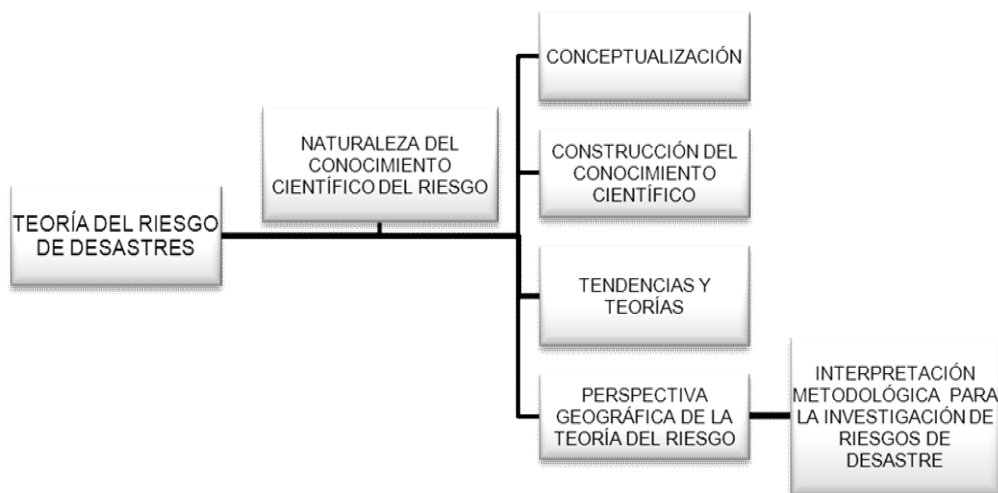 TEORÍA DEL RIESGO
DE DESASTRES
NATURALEZA DEL
CONOCIMIENTO
CIENTÍFICO DEL RIESGO
CONCEPTUALIZACIÓN
CONSTRUCCIÓN DEL
CONOCIMIENTO
CIENTÍFICO
TENDENCIAS Y
TEORÍAS
PERSPECTIVA
GEOGRÁFICA DE LA
TEORÍA DEL RIESGO
INTERPRETACIÓN
METODOLÓGICA PARA
LA INVESTIGACIÓN DE
RIESGOS DE
DESASTRE